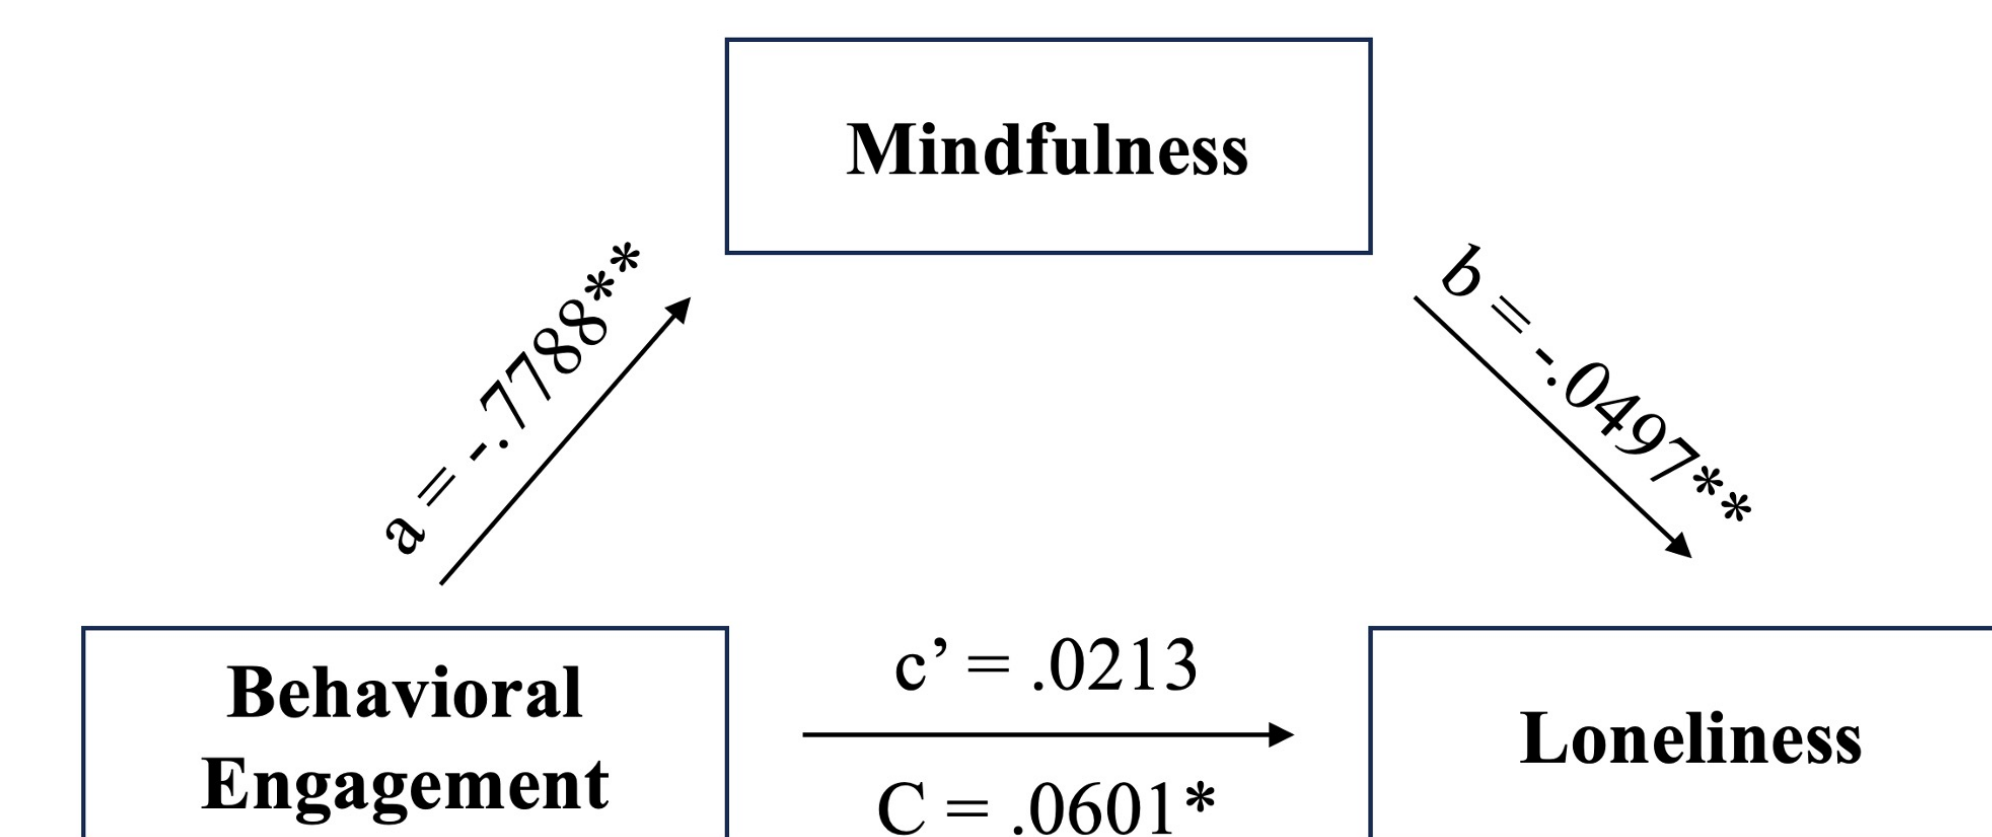 Mindfulness
a = -.7788**
b = -.0497**
Behavioral
Engagement
c’ = .0213
C = .0601*
Loneliness